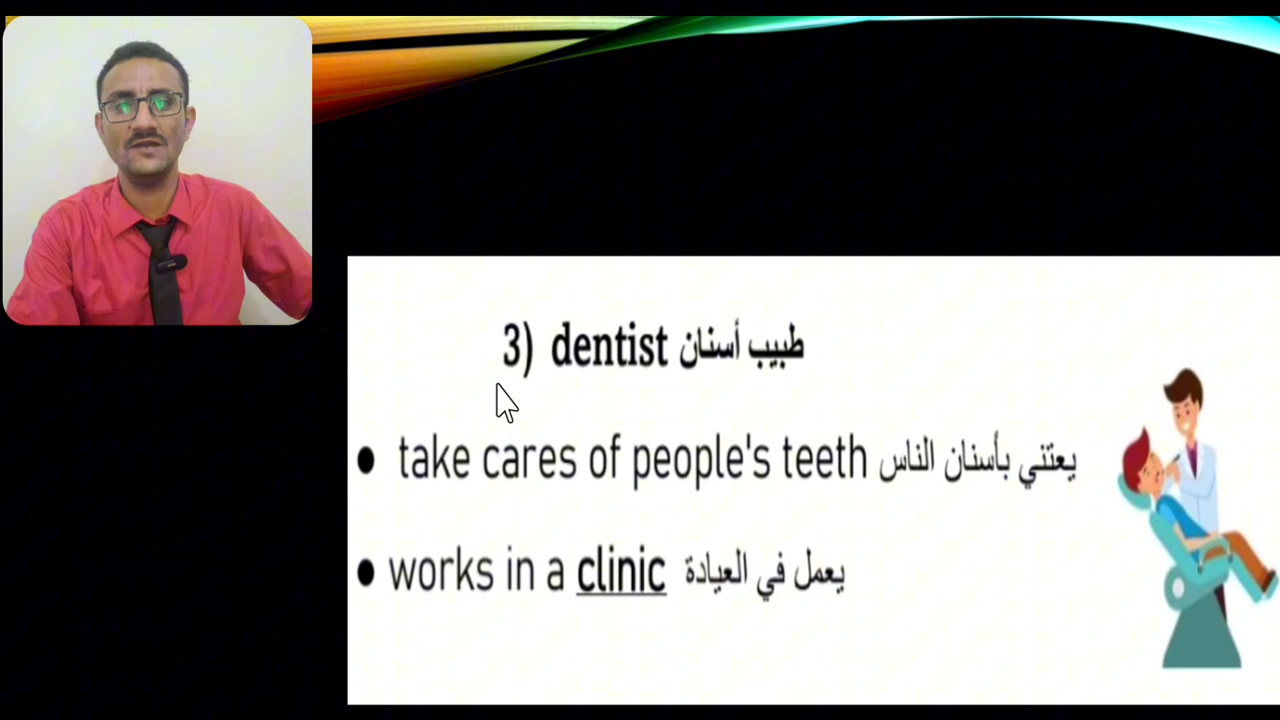 3) dentist طبيب أسنان
● take cares of people's teeth يعتني بأسنان الناس
● works in a clinic يعمل في العيادة